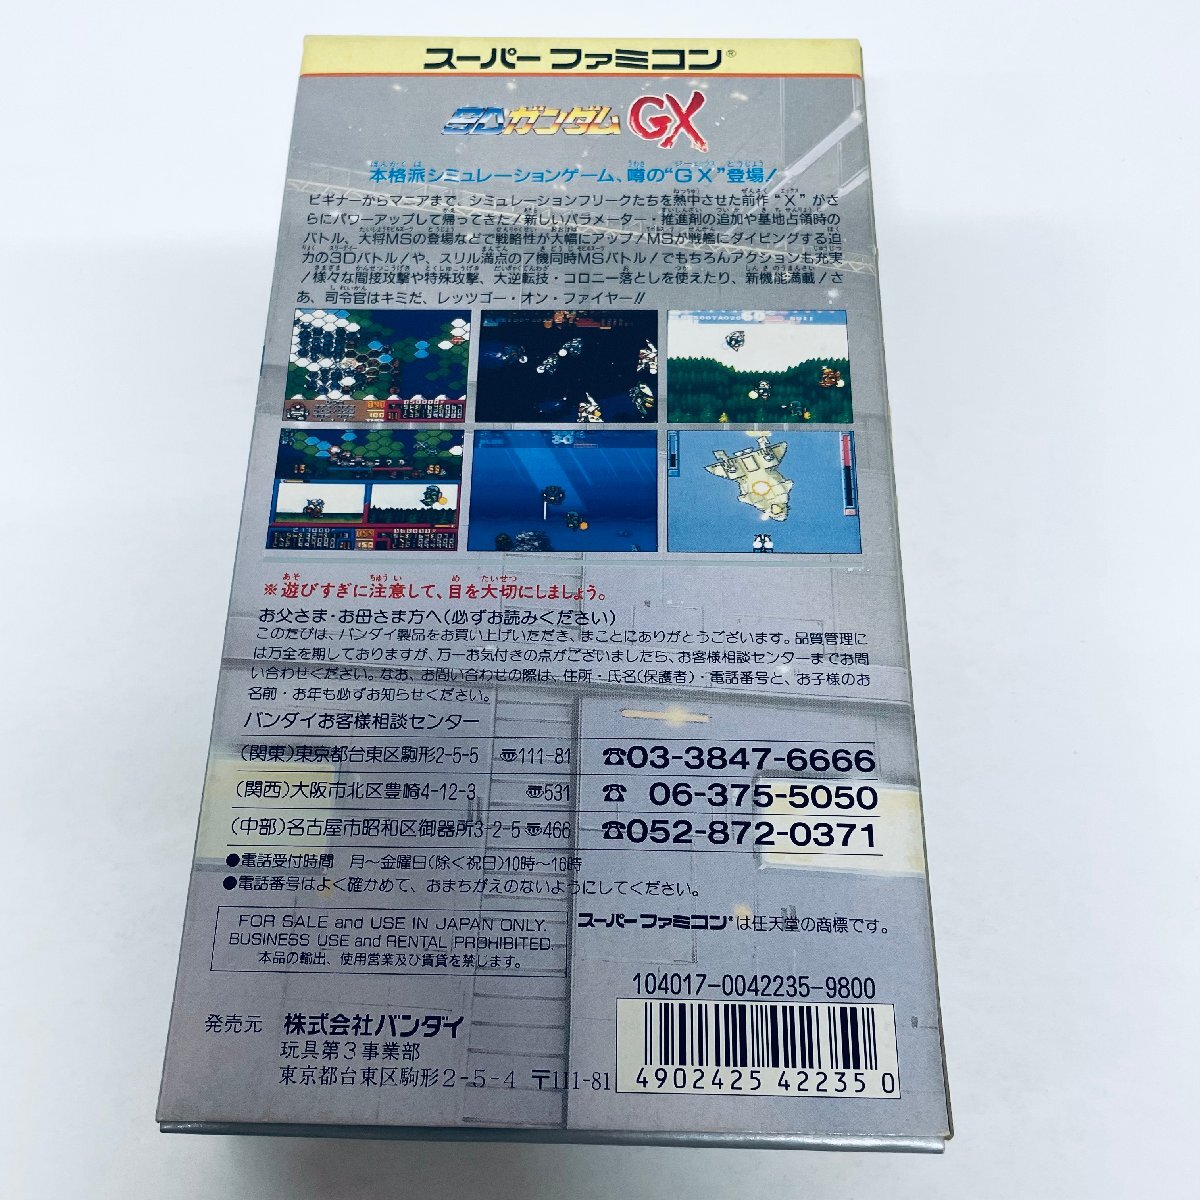 スーパーファミコン®
SDガンダムGX
本格派シミュレーションゲーム、噂の"GX"登場!
ビギナーからマニアまで、シミュレーションフリークたちを熱中させた前作"X"がさ
らにパワーアップして帰ってきた!新しいパラメーター・推進剤の追加や基地占領時の
バトル、大将MSの登場などで戦略性が大幅にアップ!MSが戦艦にダイビングする迫
力の3Dバトル!や、スリル満点の7機同時MSバトル!でもちろんアクションも充実
!様々な間接攻撃や特殊攻撃、大逆転技・コロニー落としを使えたり、新機能満載!さ
あ、司令官はキミだ、レッツゴー・オン・ファイヤー!!
※遊びすぎに注意して、目を大切にしましょう。
お父さま・お母さま方へ(必ずお読みください)
このたびは、バンダイ製品をお買い上げいただき、まことにありがとうございます。品質管理に
は万全を期しておりますが、万一お気付きの点がございましたら、お客様相談センターまでお問
い合わせください。なお、お問い合わせの際は、住所・氏名(保護者)・電話番号と、お子様のお
名前・お年も必ずお知らせください。
バンダイお客様相談センター
(関東)東京都台東区駒形2-5-5 〠111-81 ☎03-3847-6666
(関西)大阪市北区豊崎4-12-3 〠531 ☎ 06-375-5050
(中部)名古屋市昭和区御器所3-2-5 〠466 ☎052-872-0371
●電話受付時間 月～金曜日(除く祝日)10時～16時
●電話番号はよく確かめて、おまちがえのないようにしてください。
FOR SALE and USE IN JAPAN ONLY.
BUSINESS USE and RENTAL PROHIBITED.
本品の輸出、使用営業及び賃貸を禁じます。
スーパーファミコン®は任天堂の商標です。
104017-0042235-9800
発売元 株式会社バンダイ
玩具第3事業部
東京都台東区駒形2-5-4 〒111-81
4902425 422350